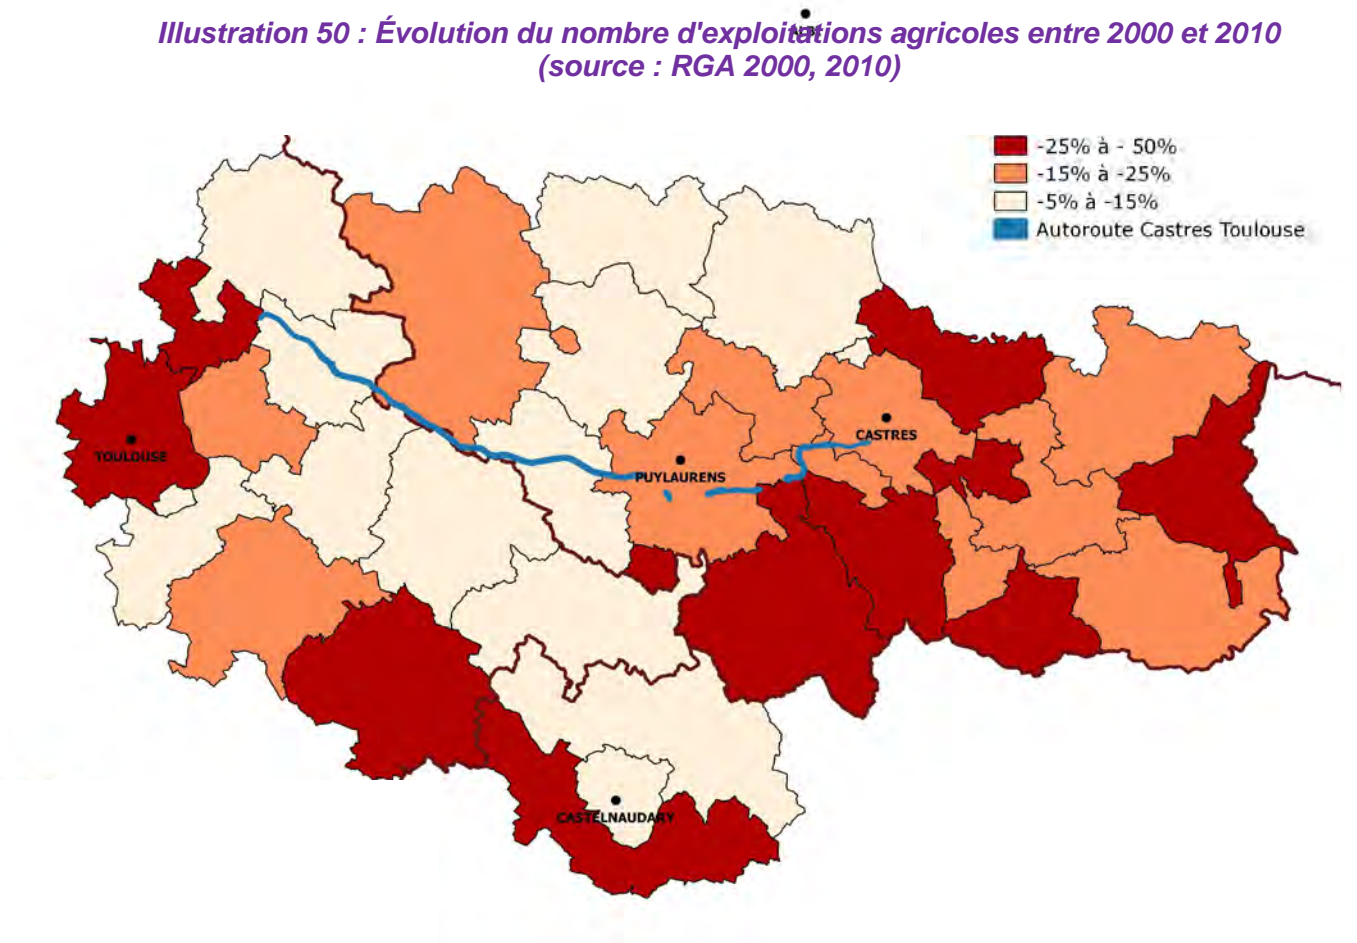 Illustration 50 : Évolution du nombre d'exploitations agricoles entre 2000 et 2010
(source : RGA 2000, 2010)
-25% à - 50%
-15% à -25%
-5% à -15%
Autoroute Castres Toulouse
CASTRES
TOULOUSE
PUYLAURENS
CASTELNAUDARY